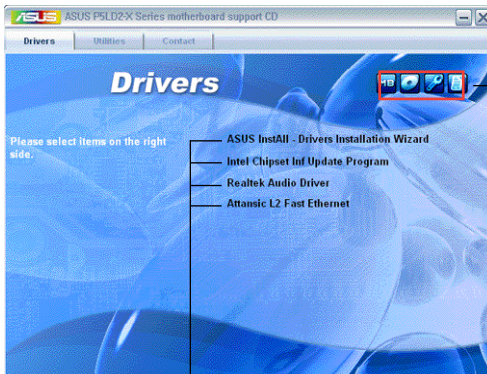 ASUS ASUS P5LD2-X Series motherboard support CD
Drivers Utilities Contact
Drivers
Please select items on the right
side.
ASUS InstAll - Drivers Installation Wizard
Intel Chipset Inf Update Program
Realtek Audio Driver
Attansic L2 Fast Ethernet